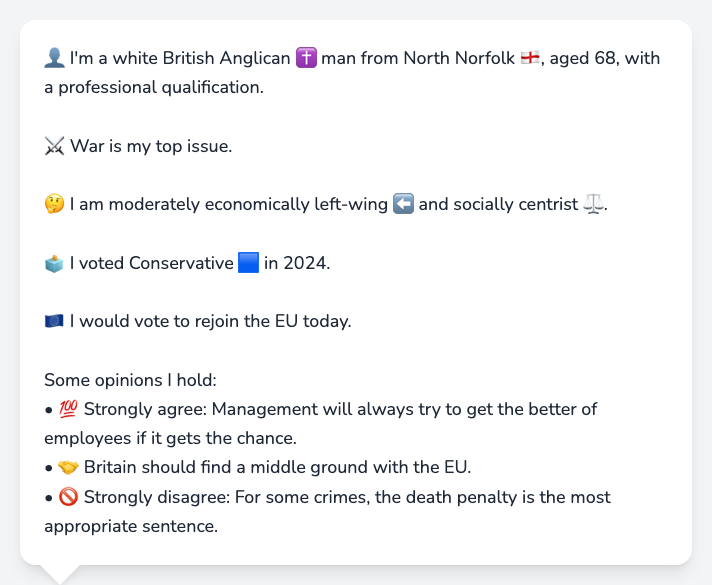 👤 I'm a white British Anglican ✝️ man from North Norfolk 🏴󠁧󠁢󠁥󠁮󠁧󠁿, aged 68, with
a professional qualification.
⚔️ War is my top issue.
🤔 I am moderately economically left-wing ⬅️ and socially centrist ⚖️.
🗳️ I voted Conservative 🟦 in 2024.
🇪🇺 I would vote to rejoin the EU today.
Some opinions I hold:
• 💯 Strongly agree: Management will always try to get the better of
employees if it gets the chance.
• 🤝 Britain should find a middle ground with the EU.
• 🚫 Strongly disagree: For some crimes, the death penalty is the most
appropriate sentence.